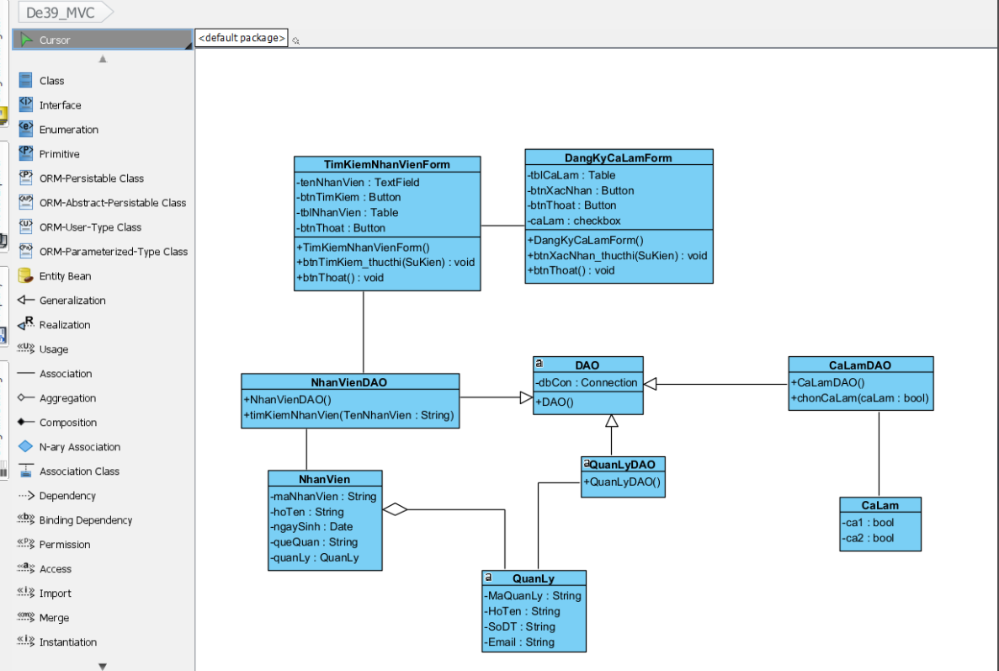 De39_MVC
Cursor
<default package>
Class
Interface
Enumeration
Primitive
ORM-Persistable Class
ORM-Abstract-Persistable Class
ORM-User-Type Class
ORM-Parameterized-Type Class
Entity Bean
Generalization
Realization
Usage
Association
Aggregation
Composition
N-ary Association
Association Class
Dependency
Binding Dependency
Permission
Access
Import
Merge
Instantiation
TimKiemNhanVienForm
-tenNhanVien : TextField
-btnTimKiem : Button
-tblNhanVien : Table
-btnThoat : Button
+TimKiemNhanVienForm()
+btnTimKiem_thucthi(SuKien) : void
+btnThoat() : void
DangKyCaLamForm
-tblCaLam : Table
-btnXacNhan : Button
-btnThoat : Button
-caLam : checkbox
+DangKyCaLamForm()
+btnXacNhan_thucthi(SuKien) : void
+btnThoat() : void
NhanVienDAO
+NhanVienDAO()
+timKiemNhanVien(TenNhanVien : String)
a DAO
-dbCon : Connection
+DAO()
CaLamDAO
+CaLamDAO()
+chonCaLam(caLam : bool)
a QuanLyDAO
+QuanLyDAO()
NhanVien
-maNhanVien : String
-hoTen : String
-ngaySinh : Date
-queQuan : String
-quanLy : QuanLy
CaLam
-ca1 : bool
-ca2 : bool
a QuanLy
-MaQuanLy : String
-HoTen : String
-SoDT : String
-Email : String